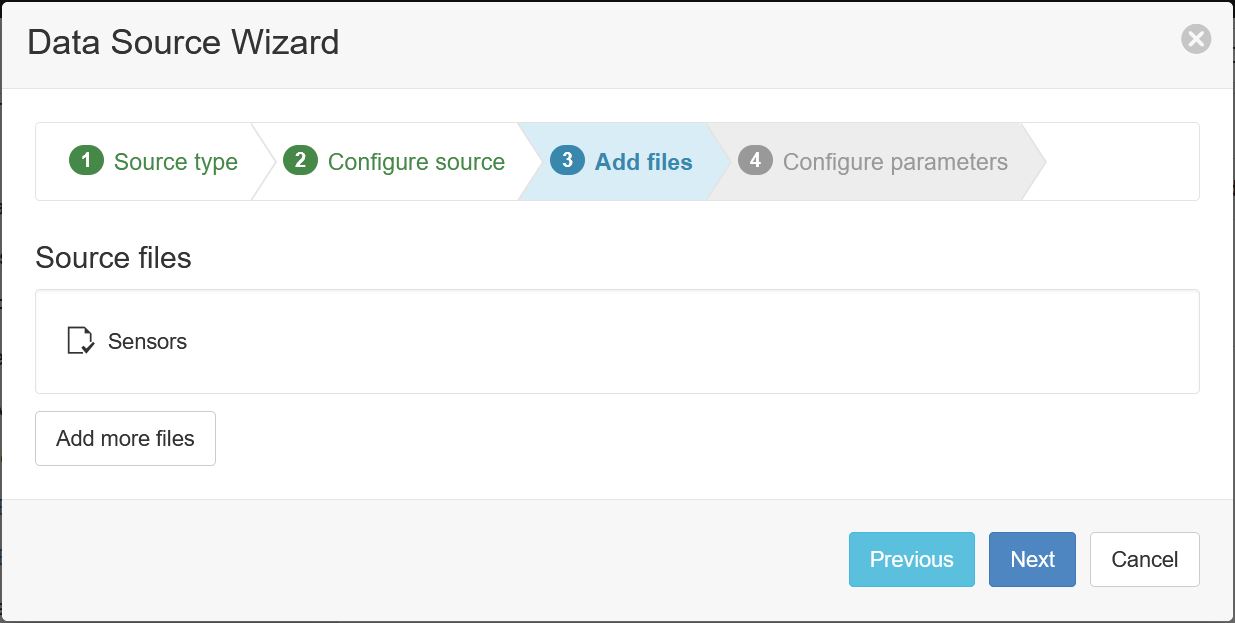 Data Source Wizard
1 Source type 2 Configure source 3 Add files 4 Configure parameters
Source files
Sensors
Add more files
Previous Next Cancel